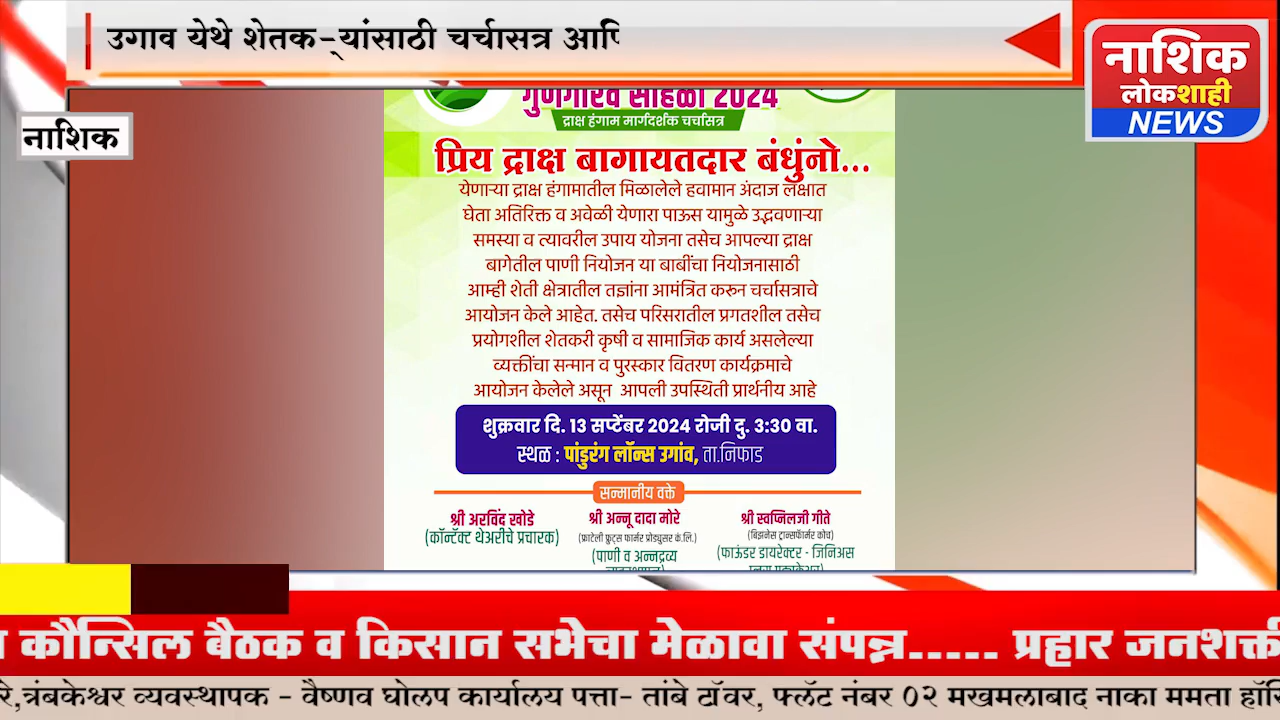 उगाव येथे शेतकऱ्यांसाठी चर्चासत्र
नाशिक
लोकशाही
NEWS
नाशिक
गुणगौरव सोहळा 2024
द्राक्ष हंगाम मार्गदर्शक चर्चासत्र
प्रिय द्राक्ष बागायतदार बंधुंनो...
येणाऱ्या द्राक्ष हंगामातील मिळालेले हवामान अंदाज लक्षात
घेता अतिरिक्त व अवेळी येणारा पाऊस यामुळे उद्भवणाऱ्या
समस्या व त्यावरील उपाय योजना तसेच आपल्या द्राक्ष
बागेतील पाणी नियोजन या बाबींचा नियोजनासाठी
आम्ही शेती क्षेत्रातील तज्ञांना आमंत्रित करून चर्चासत्राचे
आयोजन केले आहेत. तसेच परिसरातील प्रगतशील तसेच
प्रयोगशील शेतकरी कृषी व सामाजिक कार्य असलेल्या
व्यक्तींचा सन्मान व पुरस्कार वितरण कार्यक्रमाचे
आयोजन केलेले असून आपली उपस्थिती प्रार्थनीय आहे
शुक्रवार दि. 13 सप्टेंबर 2024 रोजी दु. 3:30 वा.
स्थळ : पांडुरंग लॉन्स उगांव, ता.निफाड
सन्मानीय वक्ते
श्री अरविंद खोडे श्री अन्नू दादा मोरे श्री स्वप्निलजी गीते
(कॉन्टॅक्ट थेअरीचे प्रचारक) (फ्राटेली फ्रुट्स फार्मर प्रोड्युसर कं.लि.) (बिझनेस ट्रान्सफॉर्मर कोच)
(पाणी व अन्नद्रव्य (फाऊंडर डायरेक्टर - जिनिअस
कौन्सिल बैठक व किसान सभेचा मेळावा संपन्न..... प्रहार जनशक्ती
रे,त्रंबकेश्वर व्यवस्थापक - वैष्णव घोलप कार्यालय पत्ता- तांबे टॉवर, फ्लॅट नंबर 02 मखमलाबाद नाका ममता